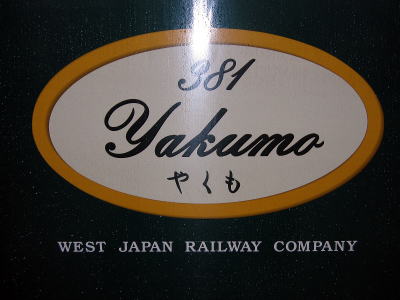 381
Yakumo
やくも
WEST JAPAN RAILWAY COMPANY